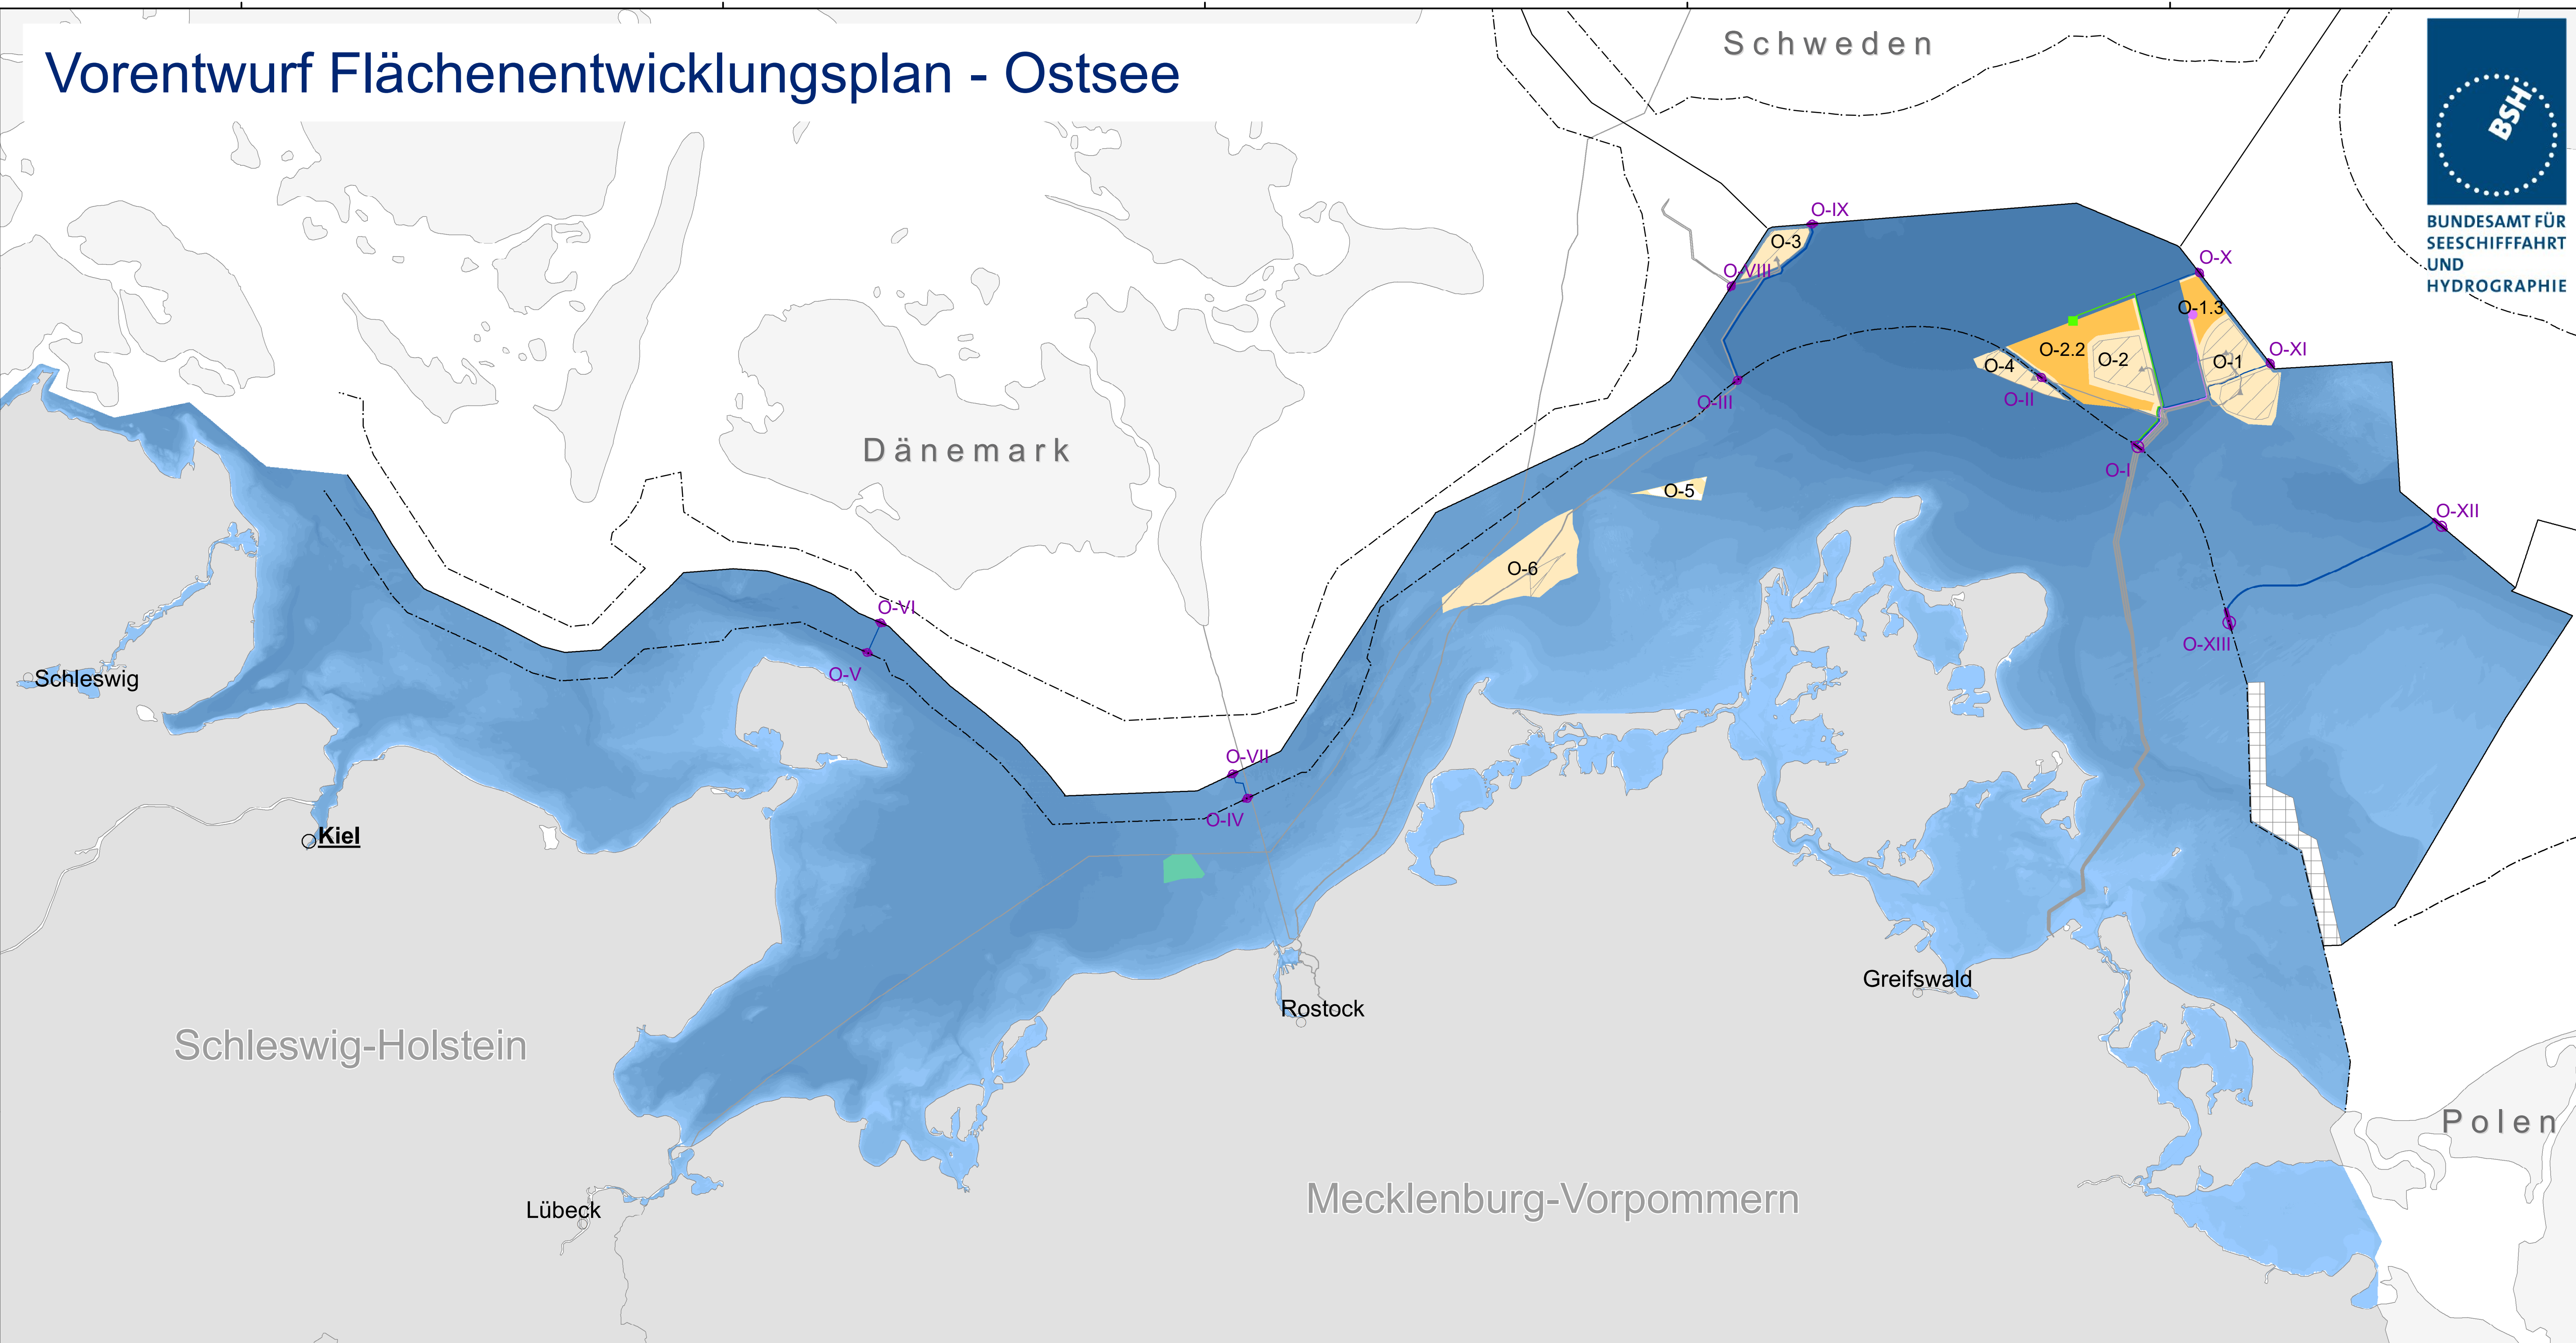 Schweden
Vorentwurf Flächenentwicklungsplan - Ostsee
BSH
BUNDESAMT FÜR
SEESCHIFFFAHRT
UND
HYDROGRAPHIE
O-IX
O-3
O-VIII
O-X
O-1.3
O-2.2
O-2
O-XI
O-1
O-4
O-II
O-III
Dänemark
O-I
O-5
O-XII
O-6
O-VI
O-XIII
O-V
Schleswig
O-VII
O-IV
Kiel
Greifswald
Rostock
Schleswig-Holstein
Polen
Mecklenburg-Vorpommern
Lübeck